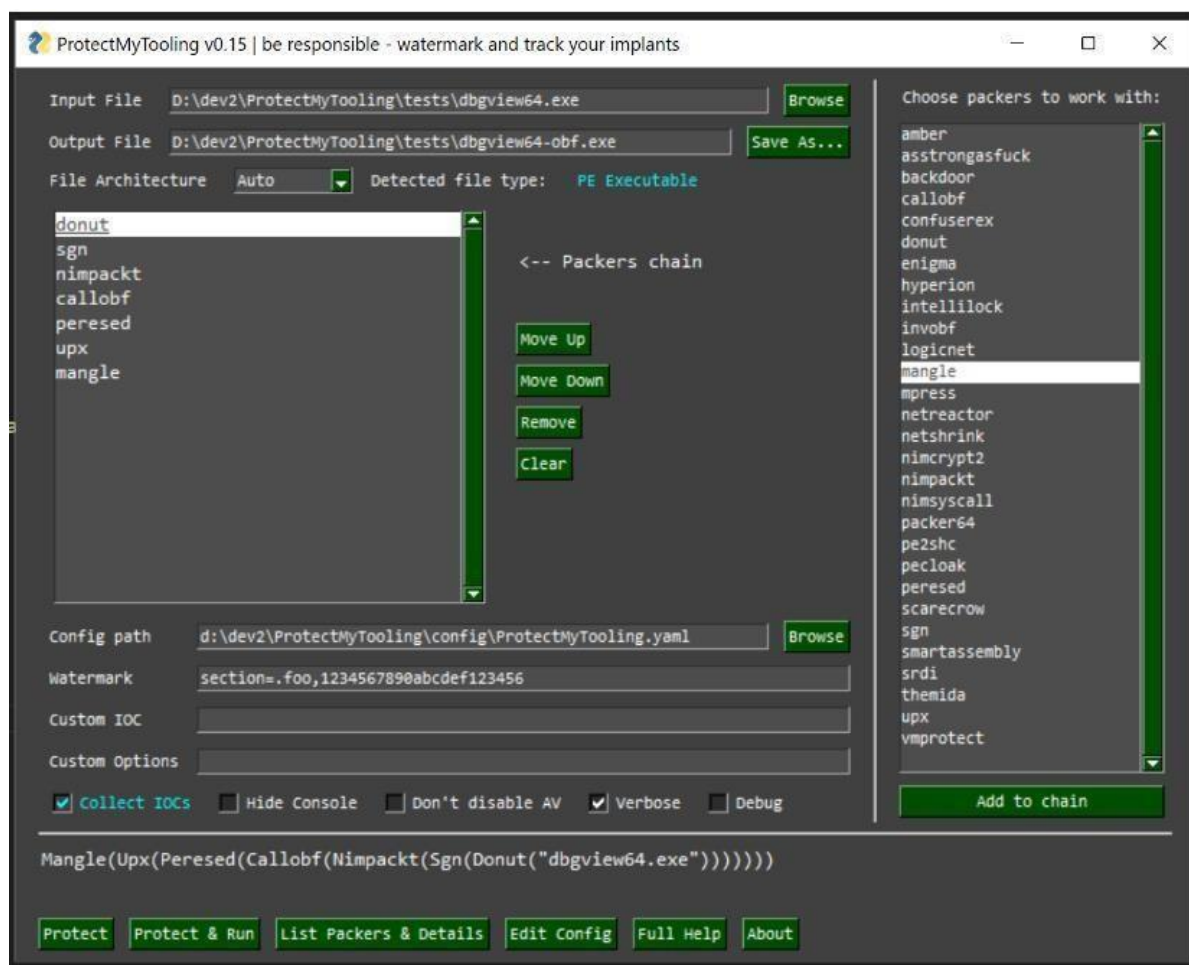 ProtectMyTooling v0.15 | be responsible - watermark and track your implants
Input File D:\dev2\ProtectMyTooling\tests\dbgview64.exe Browse
Output File D:\dev2\ProtectMyTooling\tests\dbgview64-obf.exe Save As...
File Architecture Auto Detected file type: PE Executable
donut
sgn
nimpackt
callobf
peresed
upx
mangle
<-- Packers chain
Move Up
Move Down
Remove
Clear
Config path d:\dev2\ProtectMyTooling\config\ProtectMyTooling.yaml Browse
Watermark section=.foo,1234567890abcdef123456
Custom IOC
Custom Options
Collect IOCs Hide Console Don't disable AV Verbose Debug
Choose packers to work with:
amber
asstrongasfuck
backdoor
callobf
confuserex
donut
enigma
hyperion
intellilock
invobf
logicnet
mangle
mpress
netreactor
netshrink
nimcrypt2
nimpackt
nimsyscall
packer64
pe2shc
pecloak
peresed
scarecrow
sgn
smartassembly
srdi
themida
upx
vmprotect
Add to chain
Mangle(Upx(Peresed(Callobf(Nimpackt(Sgn(Donut("dbgview64.exe")))))))
Protect Protect & Run List Packers & Details Edit Config Full Help About